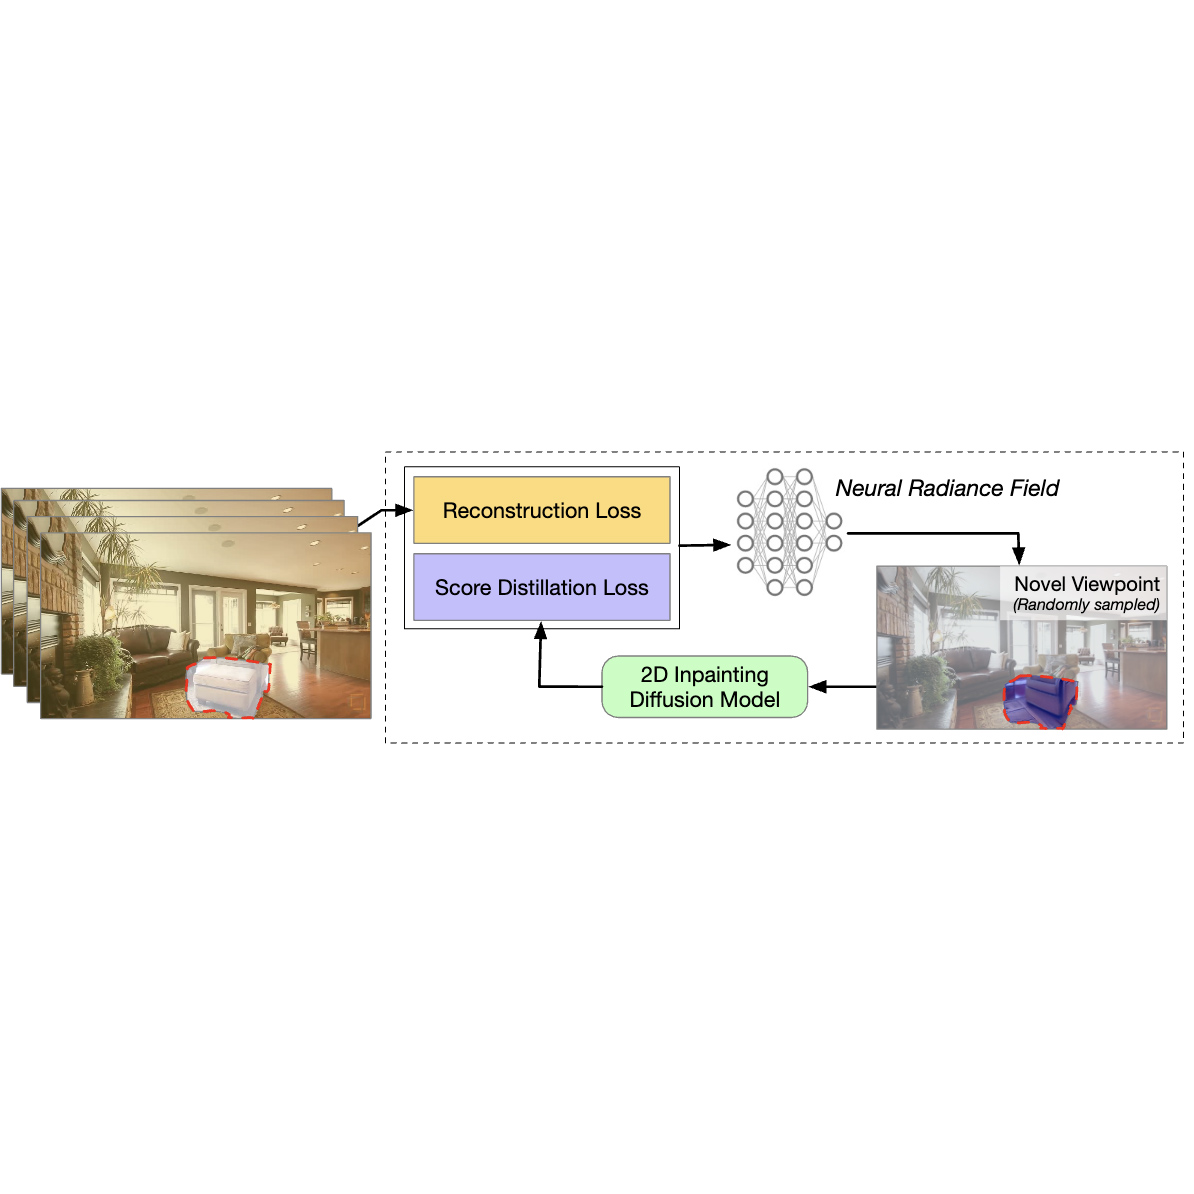 Reconstruction Loss
Score Distillation Loss
Neural Radiance Field
Novel Viewpoint
(Randomly sampled)
2D Inpainting
Diffusion Model